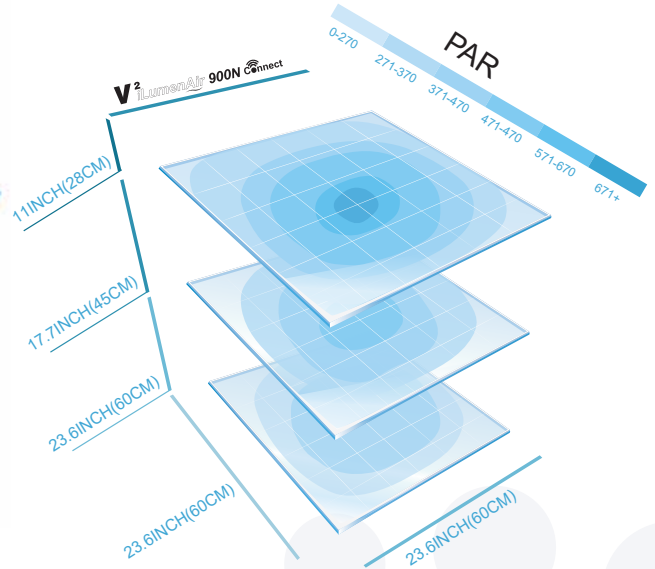 V² iLumenAir 900N Connect
PAR
0-270
271-370
371-470
471-470
571-670
671+
11INCH(28CM)
17.7INCH(45CM)
23.6INCH(60CM)
23.6INCH(60CM)
23.6INCH(60CM)